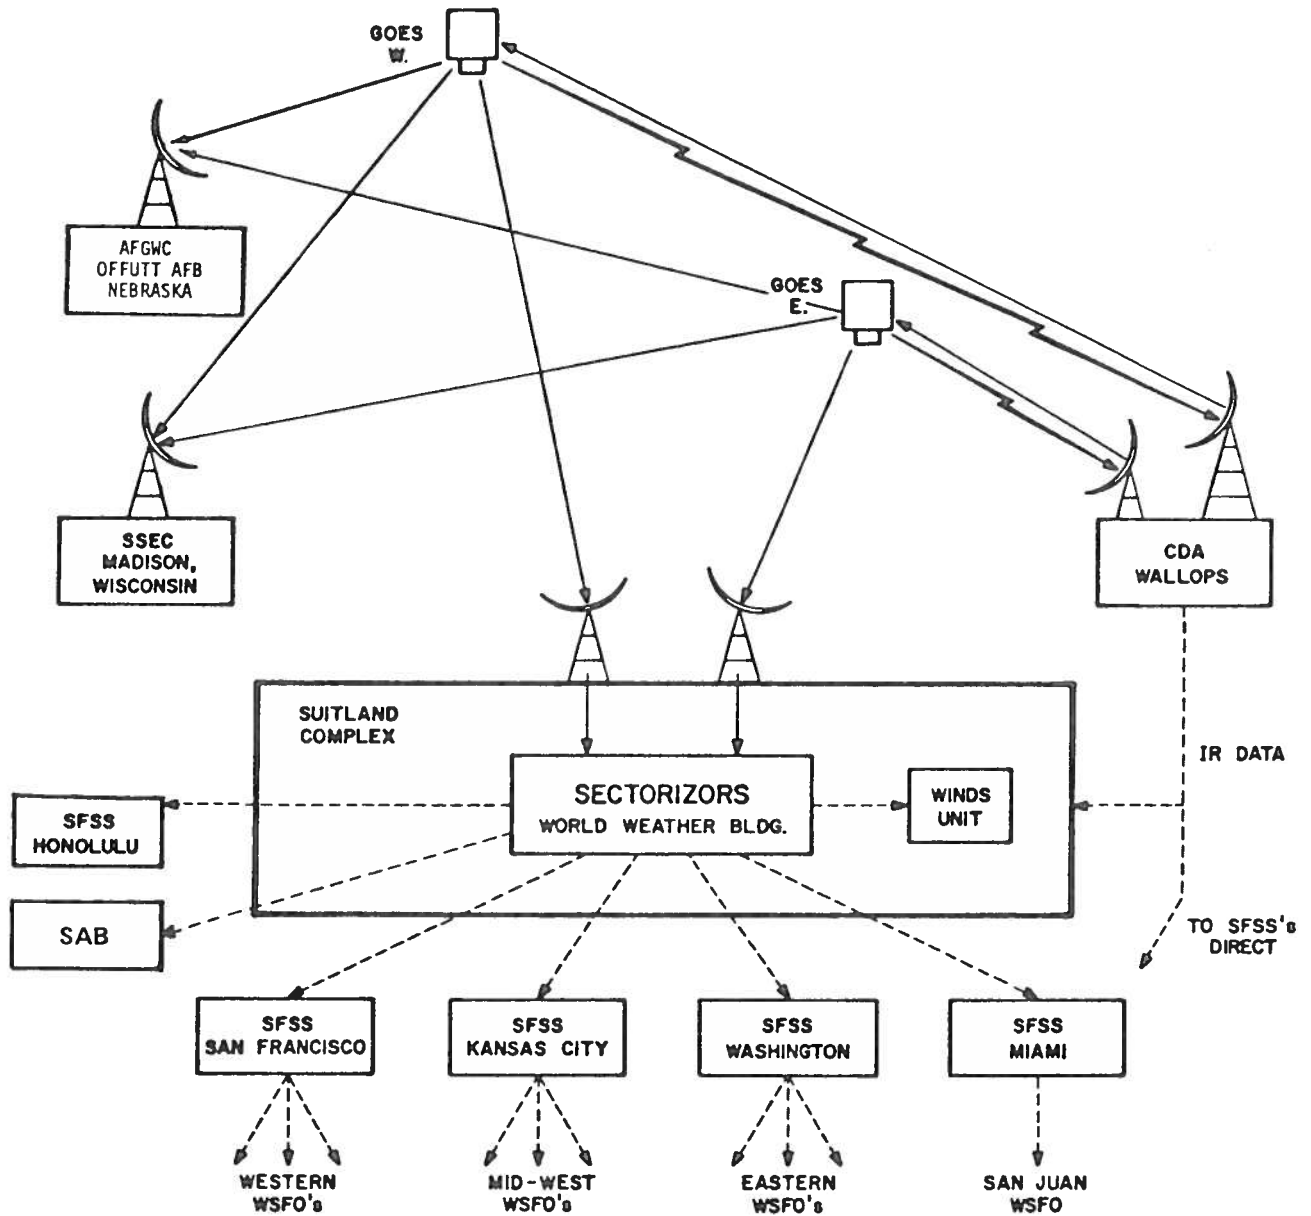 GOES
W.
AFGWC
OFFUTT AFB
NEBRASKA
GOES
E.
SSEC
MADISON,
WISCONSIN
CDA
WALLOPS
SUITLAND
COMPLEX
IR DATA
SECTORIZORS
WORLD WEATHER BLDG.
WINDS
UNIT
SFSS
HONOLULU
SAB
TO SFSS's
DIRECT
SFSS
SAN FRANCISCO
SFSS
KANSAS CITY
SFSS
WASHINGTON
SFSS
MIAMI
WESTERN
WSFO's
MID-WEST
WSFO's
EASTERN
WSFO's
SAN JUAN
WSFO